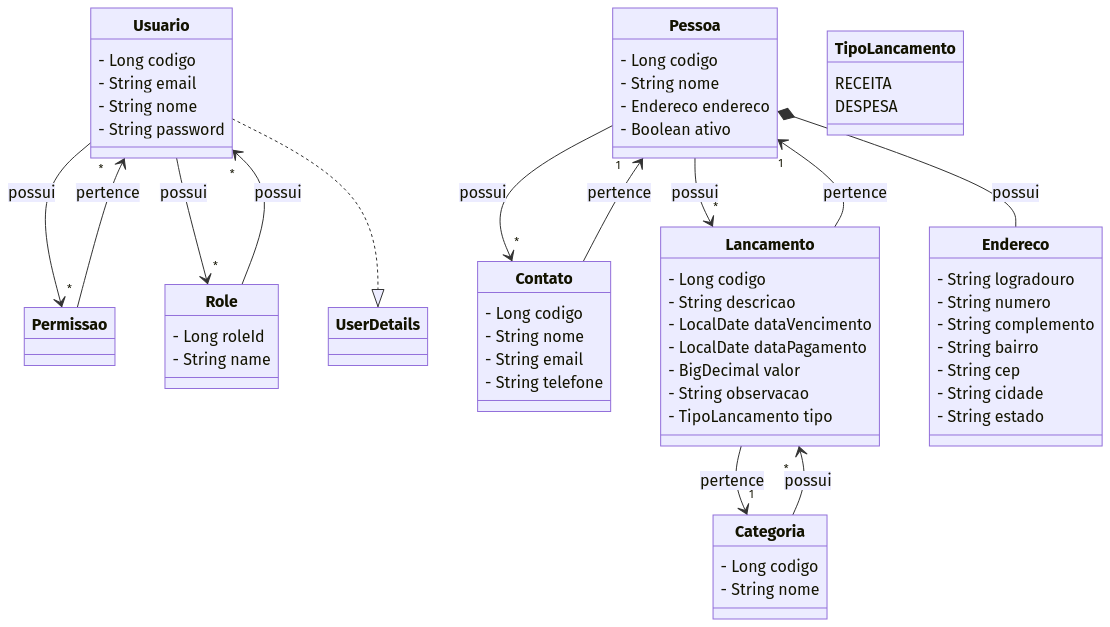 Usuario
- Long codigo
- String email
- String nome
- String password
Pessoa
- Long codigo
- String nome
- Endereco endereco
- Boolean ativo
TipoLancamento
RECEITA
DESPESA
*
*
1
1
possui
pertence
possui
possui
possui
pertence
possui
pertence
possui
*
*
*
*
Permissao
Role
- Long roleId
- String name
UserDetails
Contato
- Long codigo
- String nome
- String email
- String telefone
Lancamento
- Long codigo
- String descricao
- LocalDate dataVencimento
- LocalDate dataPagamento
- BigDecimal valor
- String observacao
- TipoLancamento tipo
Endereco
- String logradouro
- String numero
- String complemento
- String bairro
- String cep
- String cidade
- String estado
*
pertence
possui
1
Categoria
- Long codigo
- String nome